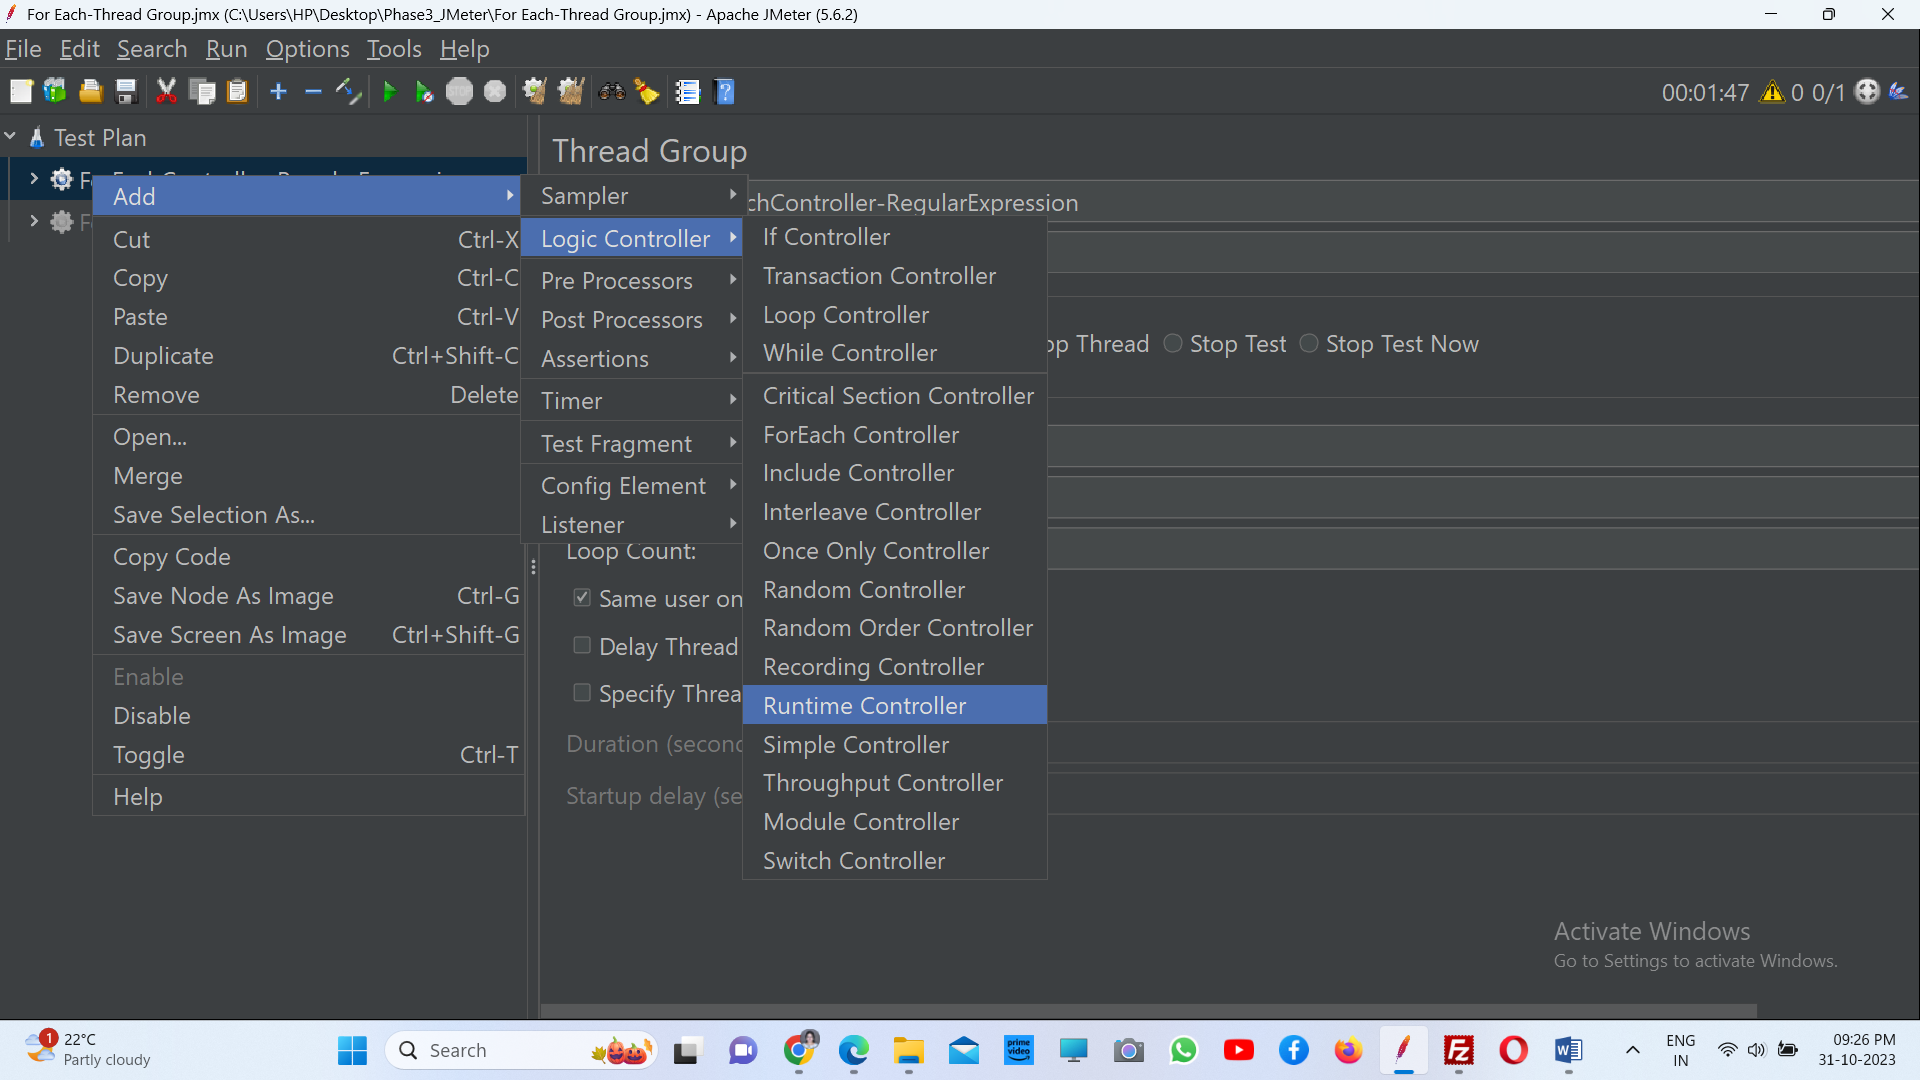 For Each-Thread Group.jmx (C:\Users\HP\Desktop\Phase3_JMeter\For Each-Thread Group.jmx) - Apache JMeter (5.6.2)
File Edit Search Run Options Tools Help
00:01:47 0 0/1
Test Plan
Thread Group
chController-RegularExpression
Add
Cut Ctrl-X
Copy Ctrl-C
Paste Ctrl-V
Duplicate Ctrl+Shift-C
Remove Delete
Open...
Merge
Save Selection As...
Copy Code
Save Node As Image Ctrl-G
Save Screen As Image Ctrl+Shift-G
Enable
Disable
Toggle Ctrl-T
Help
Sampler
Logic Controller
Pre Processors
Post Processors
Assertions
Timer
Test Fragment
Config Element
Listener
If Controller
Transaction Controller
Loop Controller
While Controller
Critical Section Controller
ForEach Controller
Include Controller
Interleave Controller
Once Only Controller
Random Controller
Random Order Controller
Recording Controller
Runtime Controller
Simple Controller
Throughput Controller
Module Controller
Switch Controller
op Thread Stop Test Stop Test Now
Loop Count:
Same user on
Delay Thread
Specify Threa
Duration (second
Startup delay (se
Activate Windows
Go to Settings to activate Windows.
1
22°C
Partly cloudy
Search
prime video
ENG
IN
09:26 PM
31-10-2023